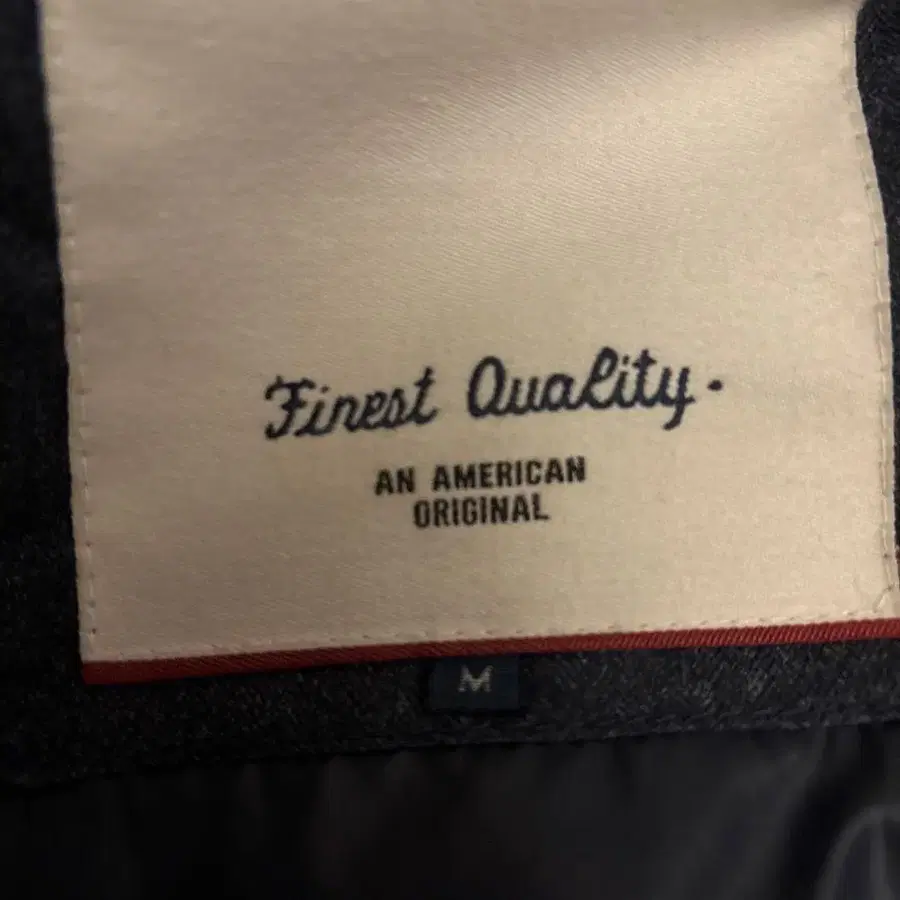 Finest Quality.
AN AMERICAN
ORIGINAL
M